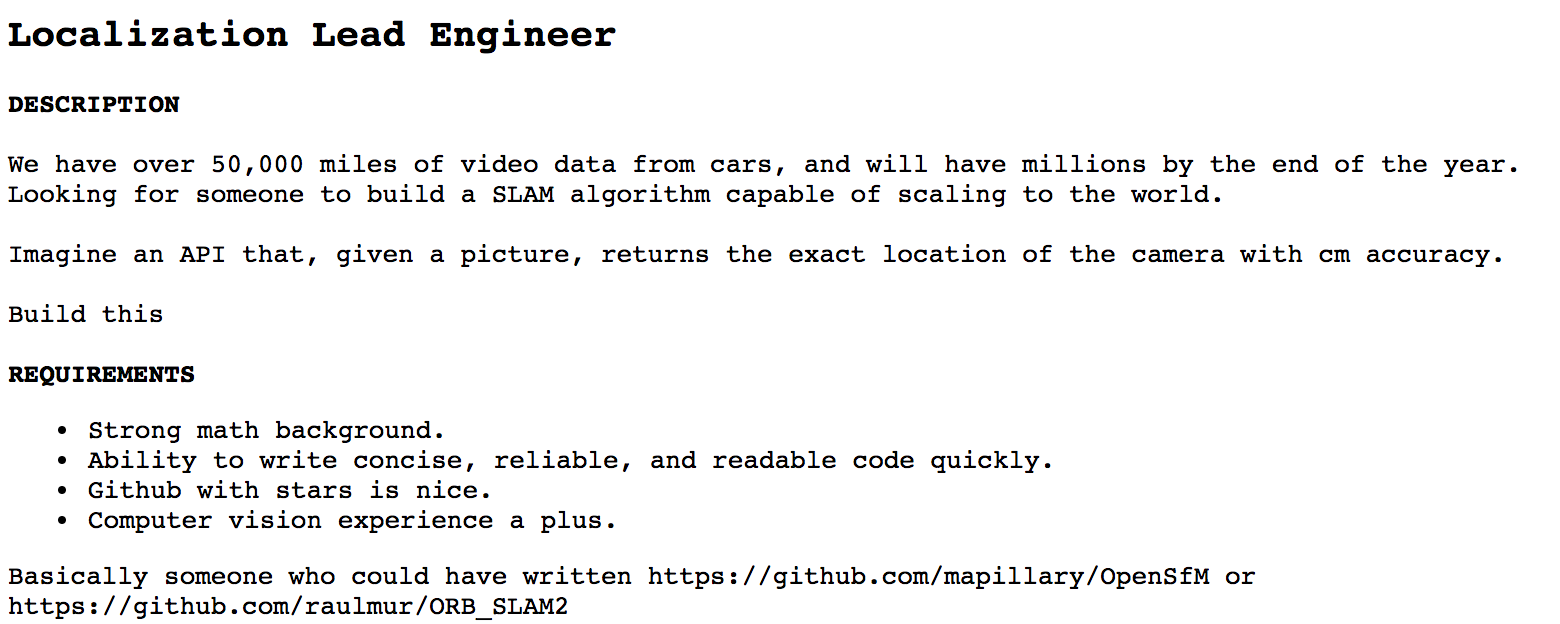 Localization Lead Engineer
DESCRIPTION
We have over 50,000 miles of video data from cars, and will have millions by the end of the year.
Looking for someone to build a SLAM algorithm capable of scaling to the world.
Imagine an API that, given a picture, returns the exact location of the camera with cm accuracy.
Build this
REQUIREMENTS
• Strong math background.
• Ability to write concise, reliable, and readable code quickly.
• Github with stars is nice.
• Computer vision experience a plus.
Basically someone who could have written https://github.com/mapillary/OpenSfM or
https://github.com/raulmur/ORB_SLAM2